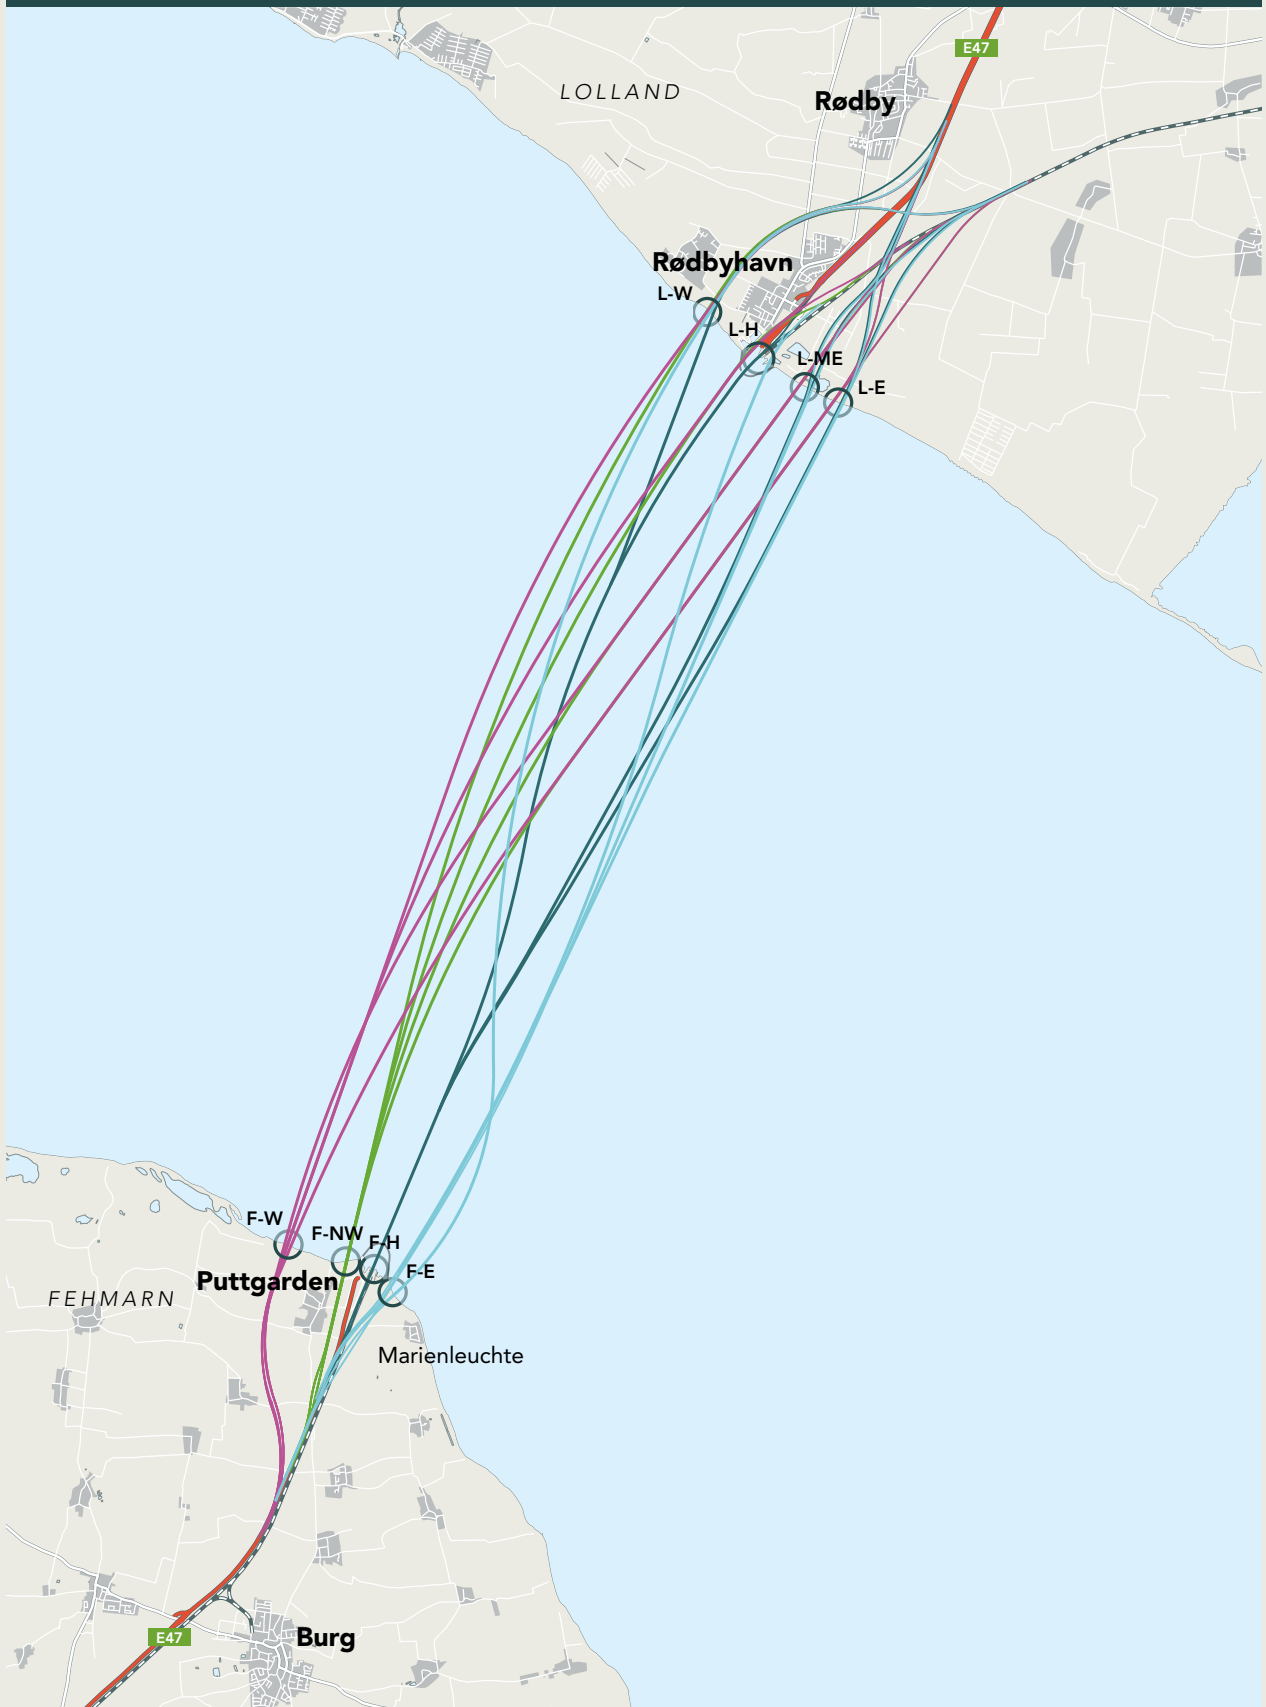 E47
LOLLAND
Rødby
Rødbyhavn
L-W
L-H
L-ME
L-E
F-W
F-NW
F-H
F-E
Puttgarden
FEHMARN
Marienleuchte
E47
Burg